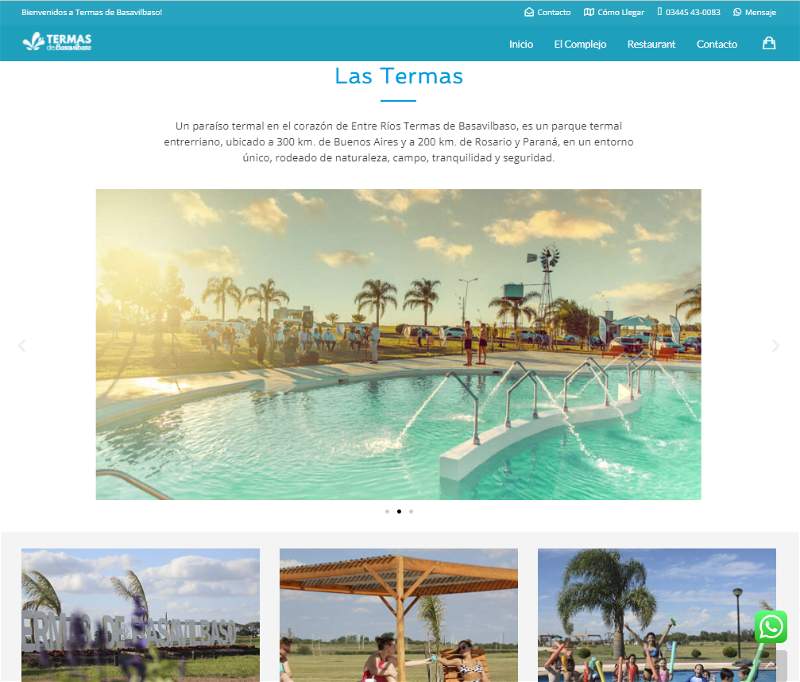 Bienvenidos a Termas de Basavilbaso!
Contacto
Cómo Llegar
03445 43-0083
Mensaje
TERMAS
de Basavilbaso
Inicio
El Complejo
Restaurant
Contacto
Las Termas
Un paraíso termal en el corazón de Entre Ríos Termas de Basavilbaso, es un parque termal
entrerriano, ubicado a 300 km. de Buenos Aires y a 200 km. de Rosario y Paraná, en un entorno
único, rodeado de naturaleza, campo, tranquilidad y seguridad.
ERMAS DE BASAVILBASO